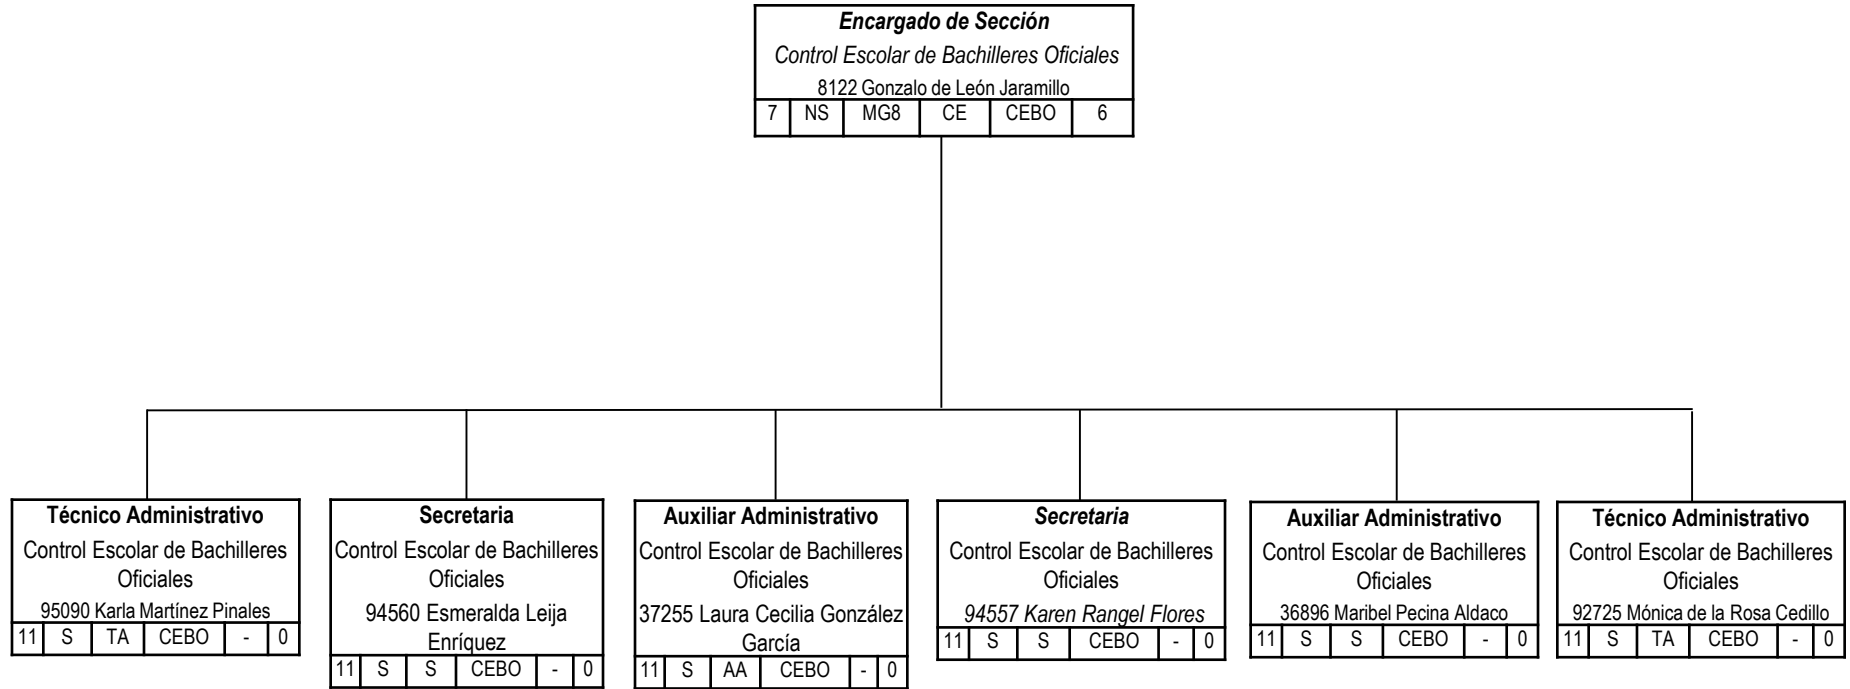 Encargado de Sección
Control Escolar de Bachilleres Oficiales
8122 Gonzalo de León Jaramillo
7 NS MG8 CE CEBO 6
Técnico Administrativo
Control Escolar de Bachilleres
Oficiales
95090 Karla Martínez Pinales
11 S TA CEBO - 0
Secretaria
Control Escolar de Bachilleres
Oficiales
94560 Esmeralda Leija
Enríquez
11 S S CEBO - 0
Auxiliar Administrativo
Control Escolar de Bachilleres
Oficiales
37255 Laura Cecilia González
García
11 S AA CEBO - 0
Secretaria
Control Escolar de Bachilleres
Oficiales
94557 Karen Rangel Flores
11 S S CEBO - 0
Auxiliar Administrativo
Control Escolar de Bachilleres
Oficiales
36896 Maribel Pecina Aldaco
11 S S CEBO - 0
Técnico Administrativo
Control Escolar de Bachilleres
Oficiales
92725 Mónica de la Rosa Cedillo
11 S TA CEBO - 0